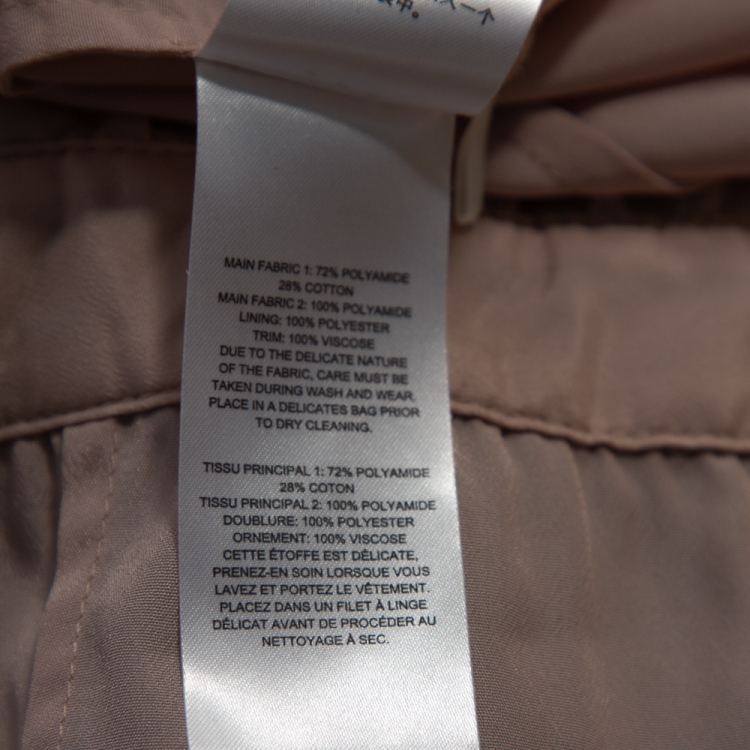 MAIN FABRIC 1: 72% POLYAMIDE
28% COTTON
MAIN FABRIC 2: 100% POLYAMIDE
LINING: 100% POLYESTER
TRIM: 100% VISCOSE
DUE TO THE DELICATE NATURE
OF THE FABRIC, CARE MUST BE
TAKEN DURING WASH AND WEAR.
PLACE IN A DELICATES BAG PRIOR
TO DRY CLEANING.
TISSU PRINCIPAL 1: 72% POLYAMIDE
28% COTON
TISSU PRINCIPAL 2: 100% POLYAMIDE
DOUBLURE: 100% POLYESTER
ORNEMENT: 100% VISCOSE
CETTE ÉTOFFE EST DÉLICATE,
PRENEZ-EN SOIN LORSQUE VOUS
LAVEZ ET PORTEZ LE VÊTEMENT.
PLACEZ DANS UN FILET À LINGE
DÉLICAT AVANT DE PROCÉDER AU
NETTOYAGE À SEC.